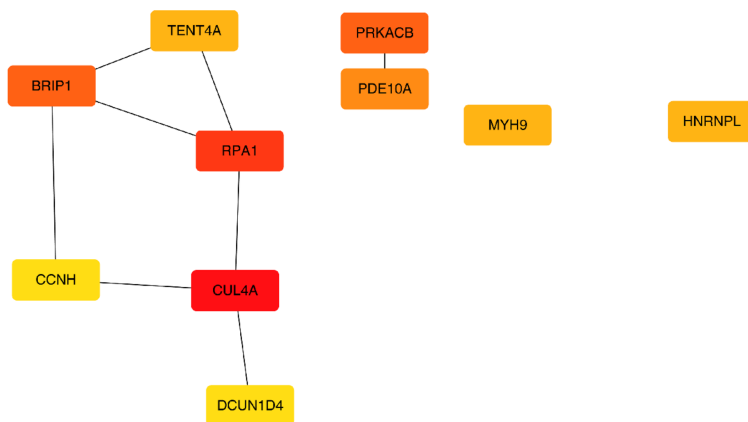 TENT4A
PRKACB
BRIP1
PDE10A
MYH9
HNRNPL
RPA1
CCNH
CUL4A
DCUN1D4